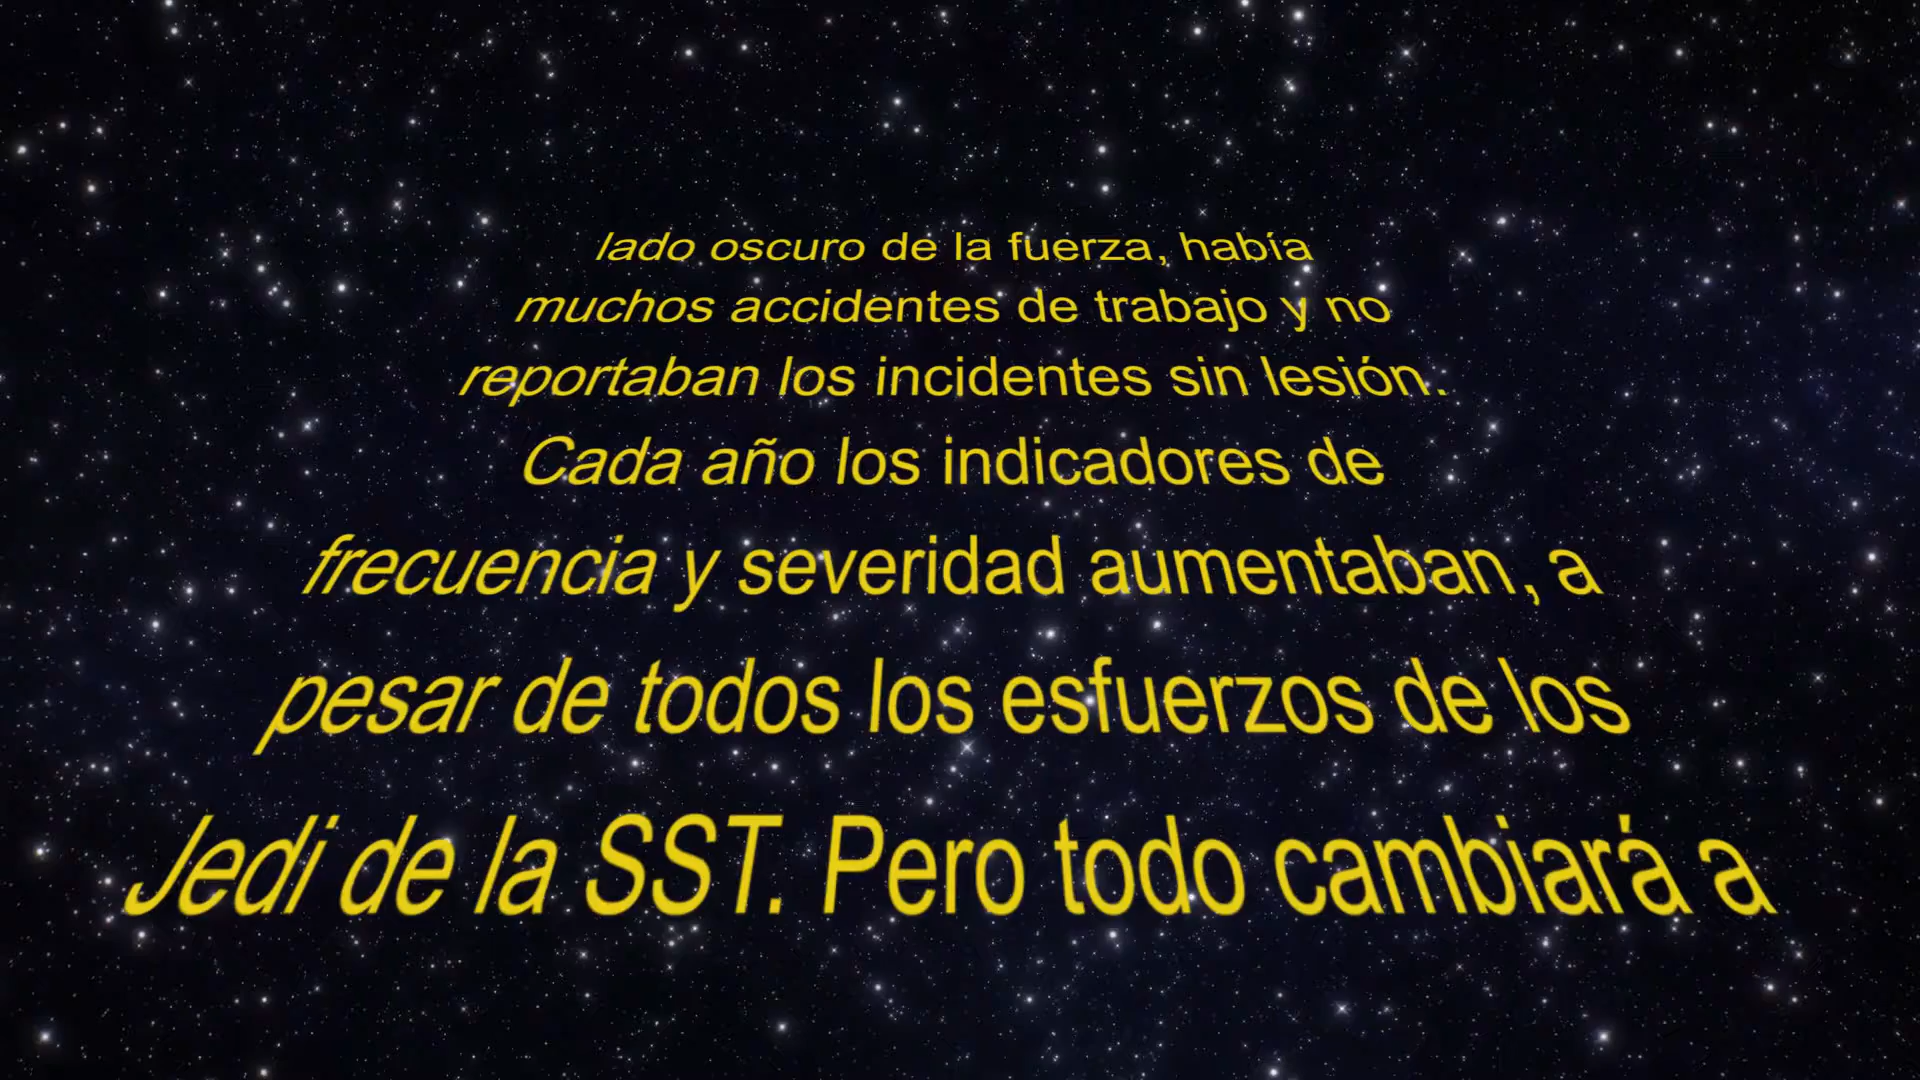 lado oscuro de la fuerza, había
muchos accidentes de trabajo y no
reportaban los incidentes sin lesión.
Cada año los indicadores de
frecuencia y severidad aumentaban, a
pesar de todos los esfuerzos de los
Jedi de la SST. Pero todo cambiará a